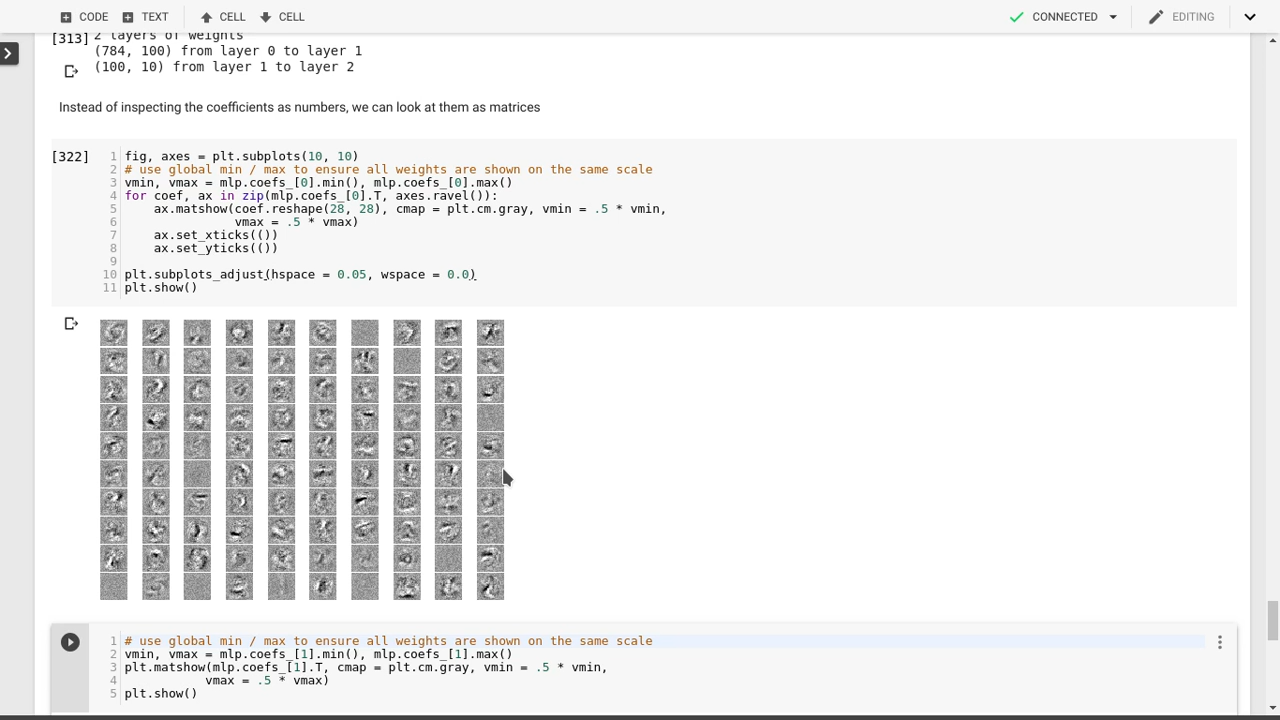 CODE TEXT CELL CELL CONNECTED EDITING
[313] 2 layers of weights
(784, 100) from layer 0 to layer 1
(100, 10) from layer 1 to layer 2
Instead of inspecting the coefficients as numbers, we can look at them as matrices
[322] 1 fig, axes = plt.subplots(10, 10)
2 # use global min / max to ensure all weights are shown on the same scale
3 vmin, vmax = mlp.coefs_[0].min(), mlp.coefs_[0].max()
4 for coef, ax in zip(mlp.coefs_[0].T, axes.ravel()):
5     ax.matshow(coef.reshape(28, 28), cmap = plt.cm.gray, vmin = .5 * vmin,
6                vmax = .5 * vmax)
7     ax.set_xticks(())
8     ax.set_yticks(())
9
10 plt.subplots_adjust(hspace = 0.05, wspace = 0.0)
11 plt.show()
1 # use global min / max to ensure all weights are shown on the same scale
2 vmin, vmax = mlp.coefs_[1].min(), mlp.coefs_[1].max()
3 plt.matshow(mlp.coefs_[1].T, cmap = plt.cm.gray, vmin = .5 * vmin,
4            vmax = .5 * vmax)
5 plt.show()